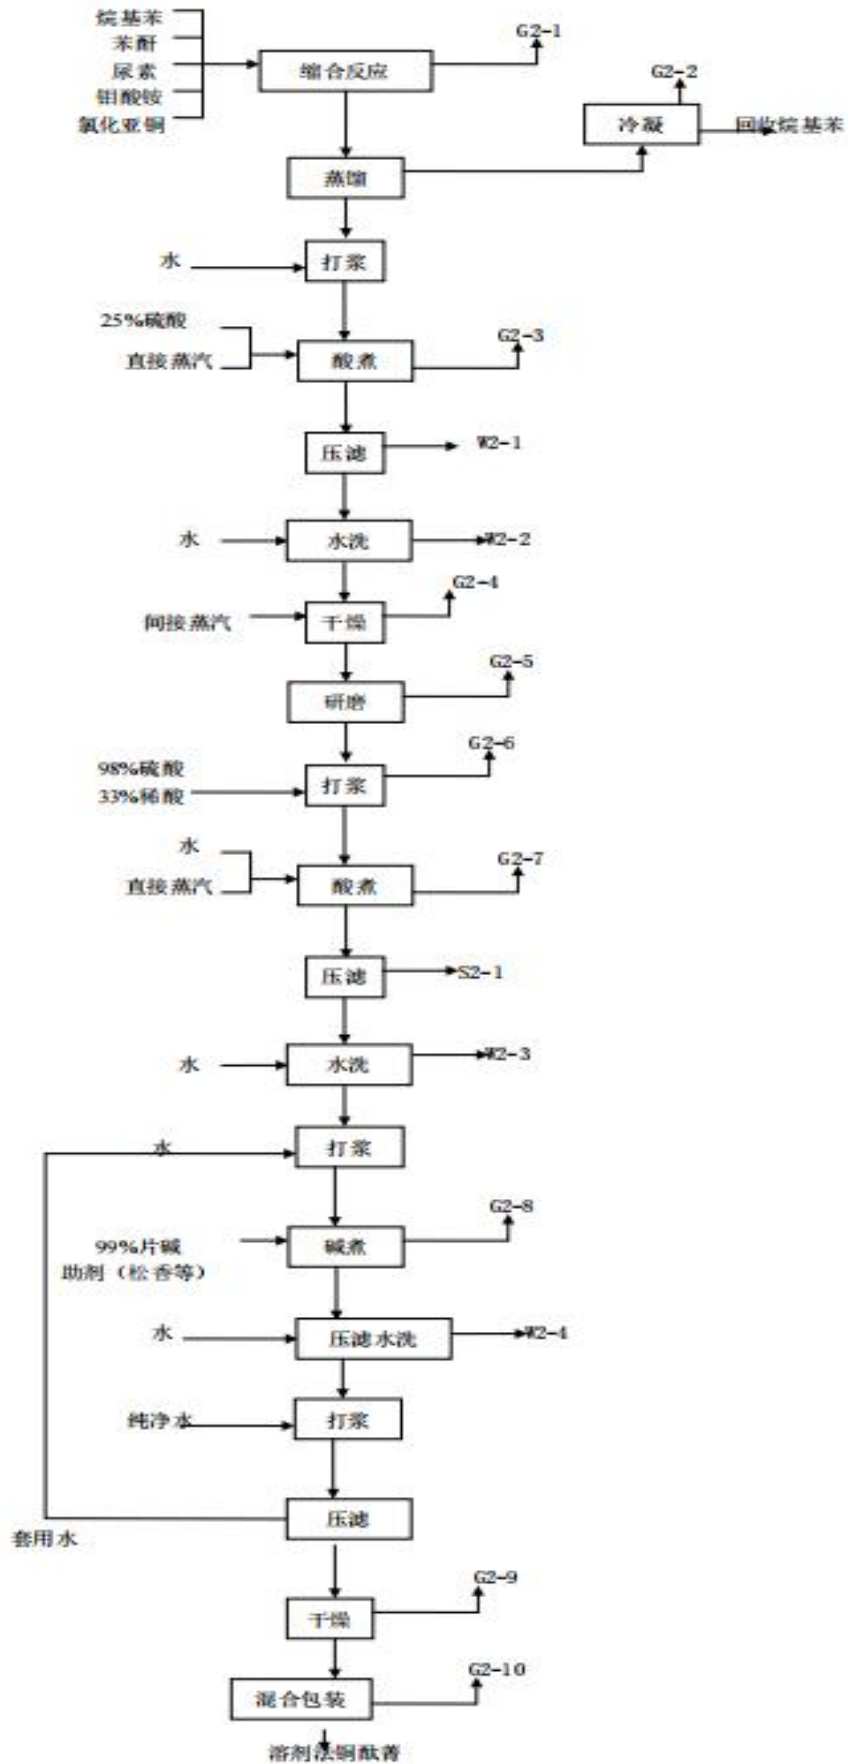 烷基苯
苯酐
尿素
钼酸铵
氯化亚铜
缩合反应
G2-1
G2-2
冷凝
回收烷基苯
蒸馏
水
打浆
25%硫酸
直接蒸汽
酸煮
G2-3
压滤
W2-1
水
水洗
W2-2
G2-4
间接蒸汽
干燥
G2-5
研磨
G2-6
98%硫酸
33%稀酸
打浆
水
直接蒸汽
酸煮
G2-7
压滤
S2-1
水
水洗
W2-3
水
打浆
G2-8
99%片碱
助剂（松香等）
碱煮
水
压滤水洗
W2-4
纯净水
打浆
压滤
套用水
G2-9
干燥
G2-10
混合包装
溶剂法铜酞菁